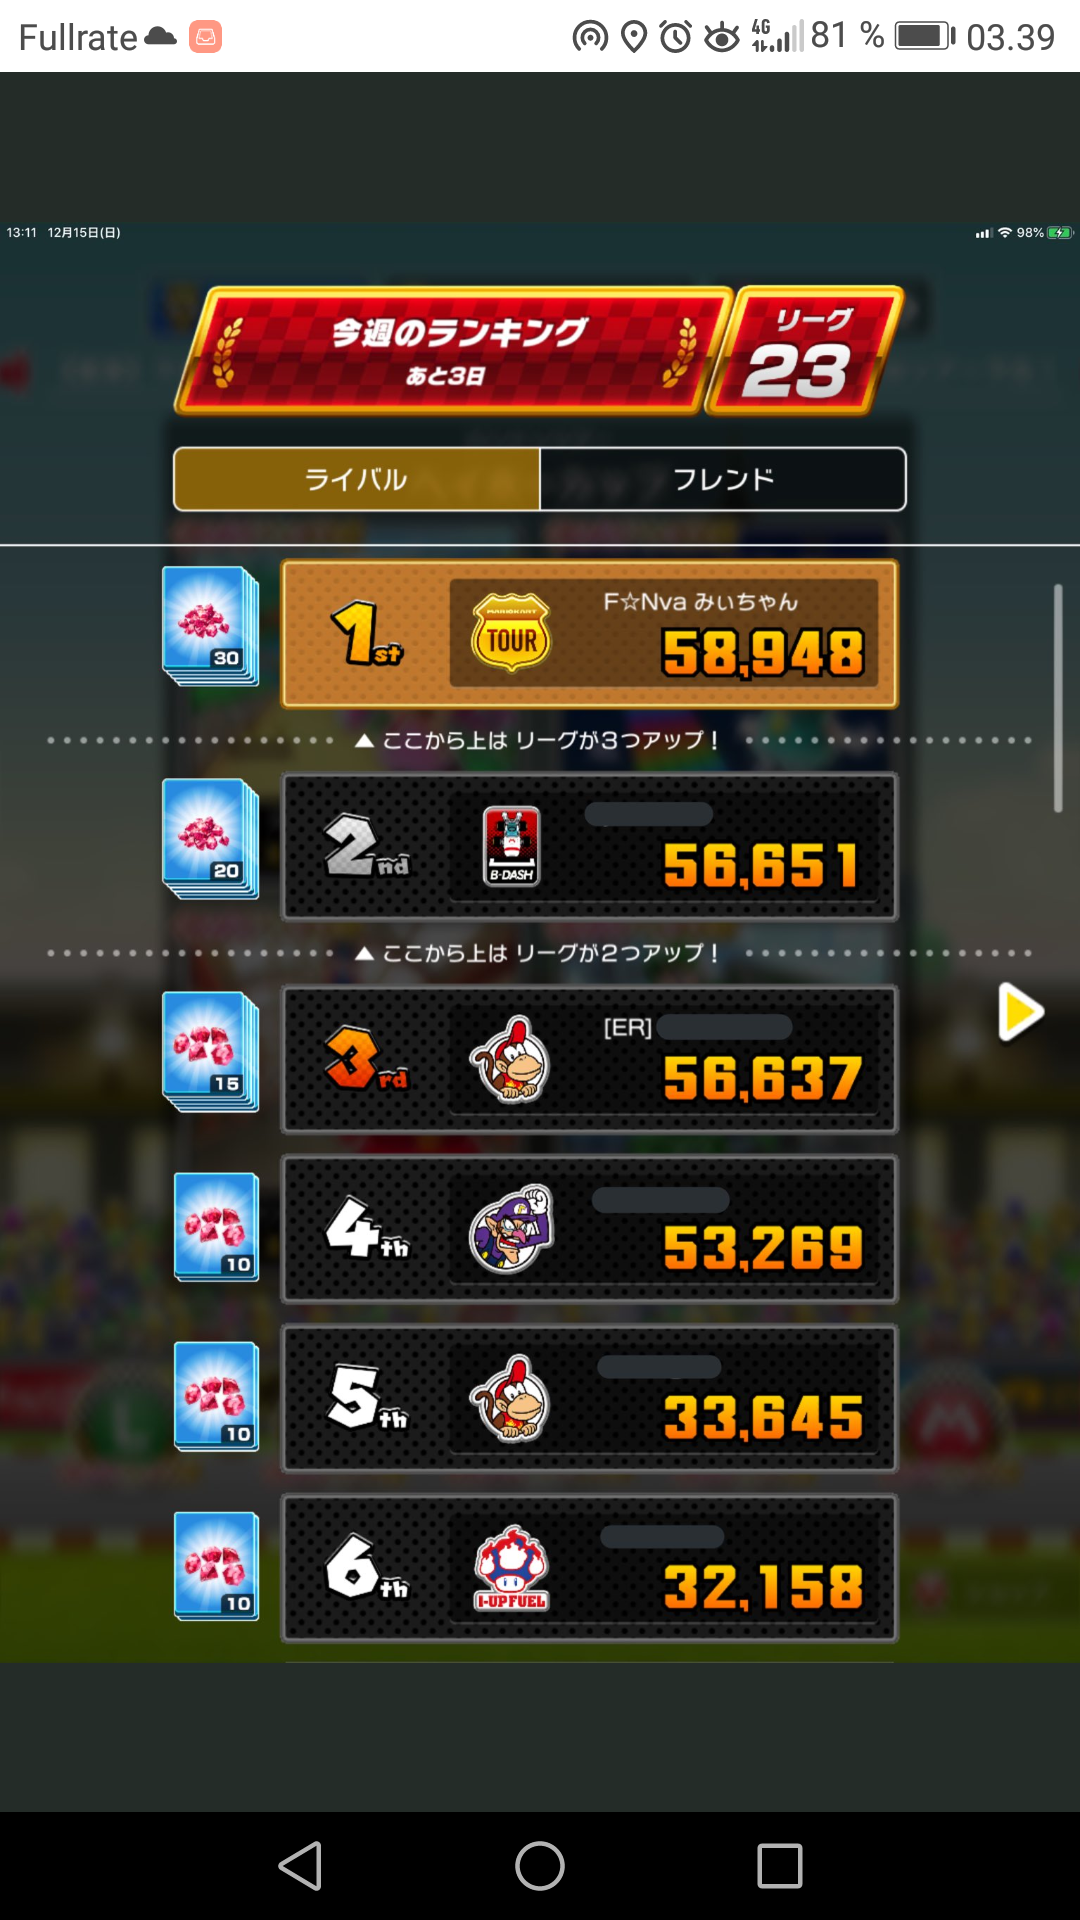 Fullrate 4G 81 % 03.39
13:11 12月15日(日) 98%
今週のランキング
あと3日
リーグ
23
ライバル フレンド
30
1st
MARIOKART
TOUR
F☆Nva みぃちゃん
58,948
▲ ここから上は リーグが3つアップ！
20
2nd
B-DASH
56,651
▲ ここから上は リーグが2つアップ！
15
3rd
[ER]
56,637
10
4th
53,269
10
5th
33,645
10
6th
1-UP FUEL
32,158